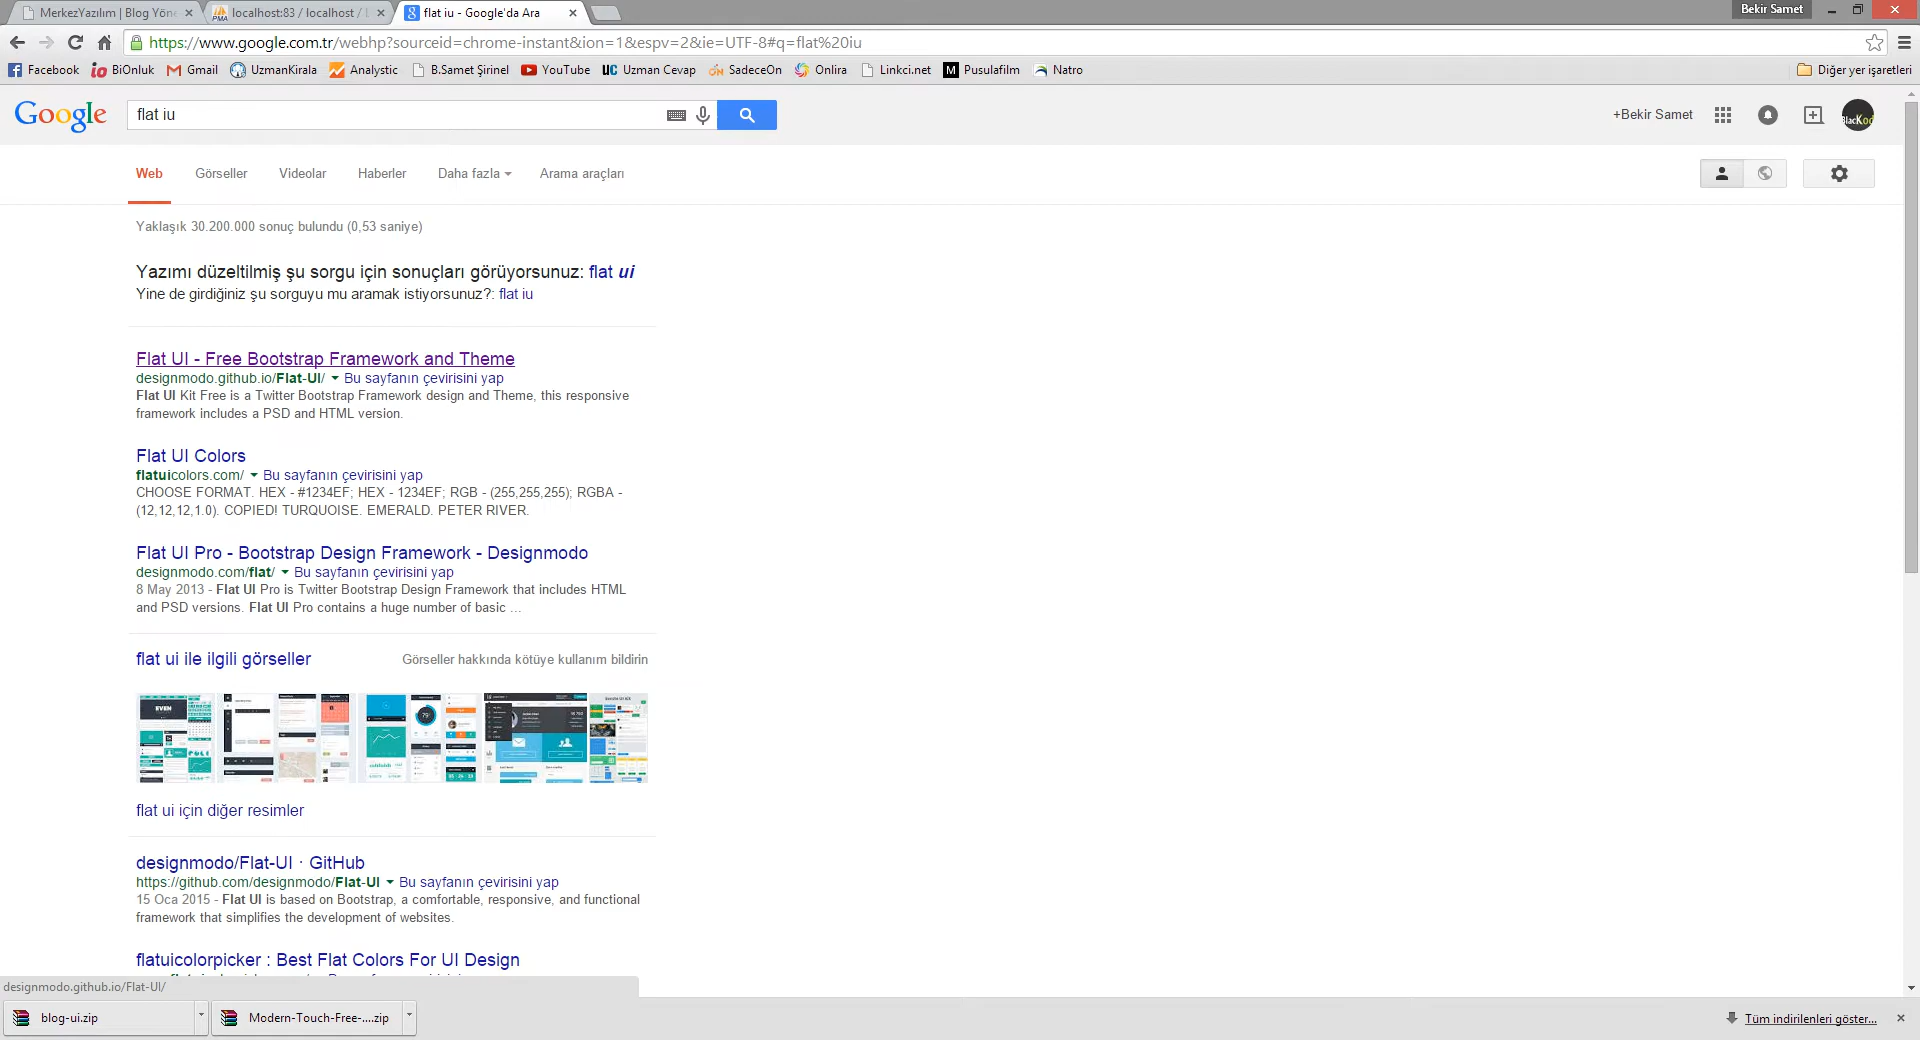 MerkezYazılım | Blog Yöne
localhost:83 / localhost / 
flat iu - Google'da Ara
Bekir Samet
https://www.google.com.tr/webhp?sourceid=chrome-instant&ion=1&espv=2&ie=UTF-8#q=flat%20iu
Facebook
BiOnluk
Gmail
UzmanKirala
Analystic
B.Samet Şirinel
YouTube
Uzman Cevap
SadeceOn
Onlira
Linkci.net
Pusulafilm
Natro
Diğer yer işaretleri
Google
flat iu
+Bekir Samet
Web
Görseller
Videolar
Haberler
Daha fazla
Arama araçları
Yaklaşık 30.200.000 sonuç bulundu (0,53 saniye)
Yazımı düzeltilmiş şu sorgu için sonuçları görüyorsunuz: flat ui
Yine de girdiğiniz şu sorguyu mu aramak istiyorsunuz?: flat iu
Flat UI - Free Bootstrap Framework and Theme
designmodo.github.io/Flat-UI/ Bu sayfanın çevirisini yap
Flat UI Kit Free is a Twitter Bootstrap Framework design and Theme, this responsive
framework includes a PSD and HTML version.
Flat UI Colors
flatuicolors.com/ Bu sayfanın çevirisini yap
CHOOSE FORMAT. HEX - #1234EF; HEX - 1234EF; RGB - (255,255,255); RGBA -
(12,12,12,1.0). COPIED! TURQUOISE. EMERALD. PETER RIVER.
Flat UI Pro - Bootstrap Design Framework - Designmodo
designmodo.com/flat/ Bu sayfanın çevirisini yap
8 May 2013 - Flat UI Pro is Twitter Bootstrap Design Framework that includes HTML
and PSD versions. Flat UI Pro contains a huge number of basic ...
flat ui ile ilgili görseller
Görseller hakkında kötüye kullanım bildirin
EVEN
flat ui için diğer resimler
designmodo/Flat-UI · GitHub
https://github.com/designmodo/Flat-UI Bu sayfanın çevirisini yap
15 Oca 2015 - Flat UI is based on Bootstrap, a comfortable, responsive, and functional
framework that simplifies the development of websites.
flatuicolorpicker : Best Flat Colors For UI Design
designmodo.github.io/Flat-UI/
blog-ui.zip
Modern-Touch-Free-....zip
Tüm indirilenleri göster...